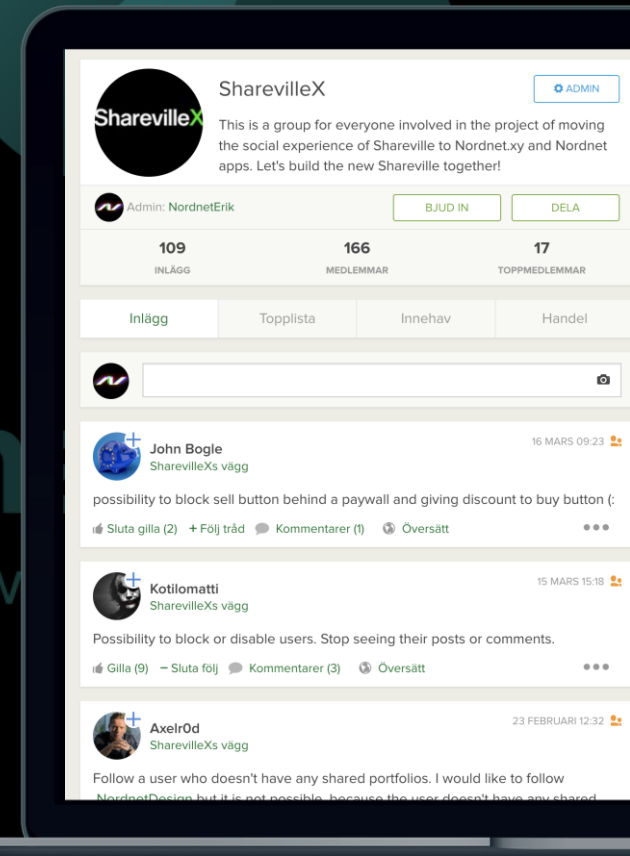 SharevilleX
SharevilleX
ADMIN
This is a group for everyone involved in the project of moving
the social experience of Shareville to Nordnet.xy and Nordnet
apps. Let's build the new Shareville together!
Admin: NordnetErik
BJUD IN
DELA
109
INLÄGG
166
MEDLEMMAR
17
TOPPMEDLEMMAR
Inlägg
Topplista
Innehav
Handel
John Bogle
16 MARS 09:23
SharevilleXs vägg
possibility to block sell button behind a paywall and giving discount to buy button (:
Sluta gilla (2) + Följ tråd Kommentarer (1) Översätt
Kotilomatti
15 MARS 15:18
SharevilleXs vägg
Possibility to block or disable users. Stop seeing their posts or comments.
Gilla (9) − Sluta följ Kommentarer (3) Översätt
Axelr0d
23 FEBRUARI 12:32
SharevilleXs vägg
Follow a user who doesn't have any shared portfolios. I would like to follow
NordnetDesign but it is not possible, because the user doesn't have any shared